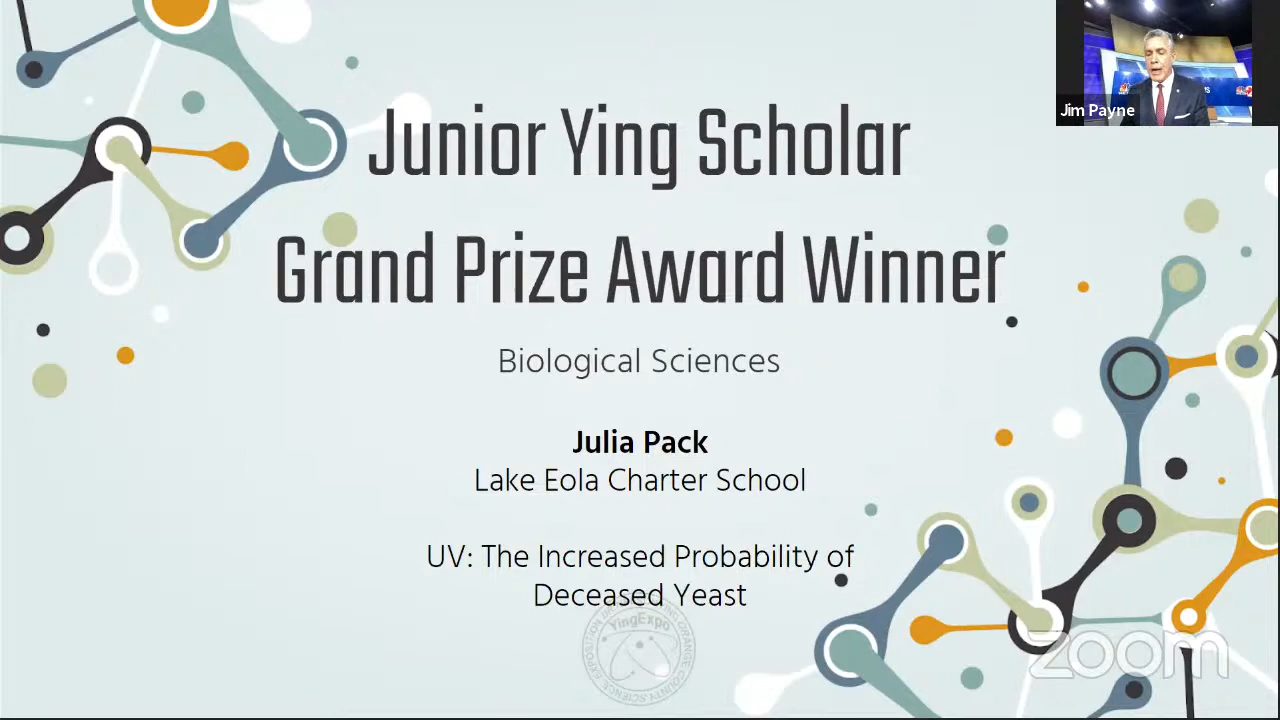 Jim Payne
Junior Ying Scholar
Grand Prize Award Winner
Biological Sciences
Julia Pack
Lake Eola Charter School
UV: The Increased Probability of
Deceased Yeast
YingExpo
zoom